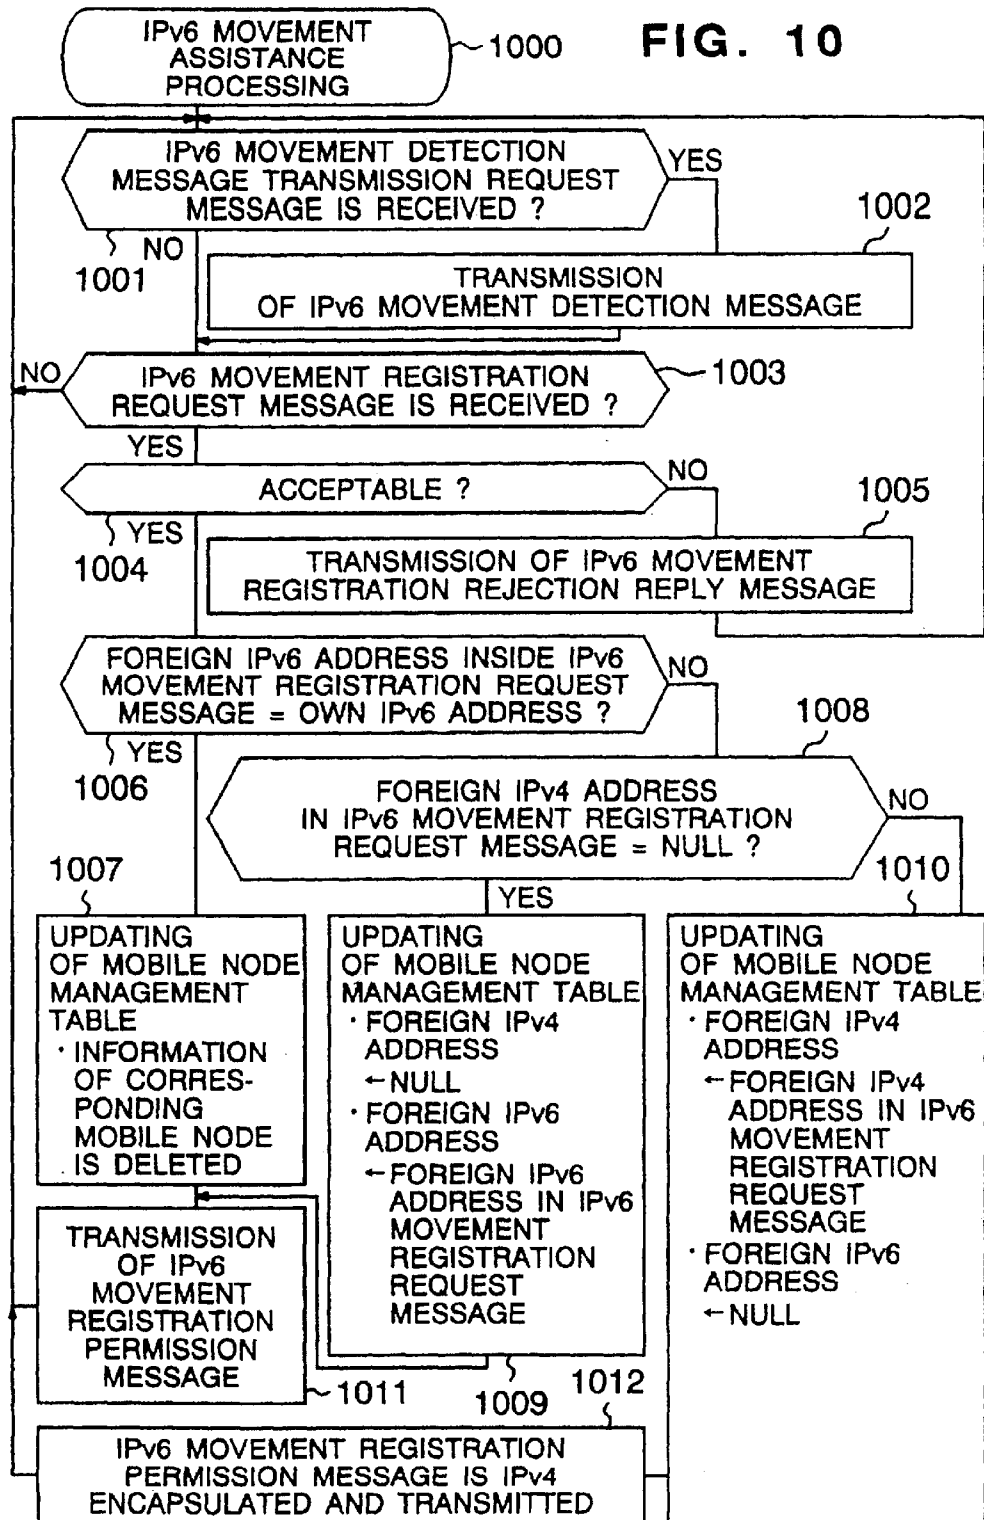 FIG. 10
IPv6 MOVEMENT
ASSISTANCE
PROCESSING
1000
IPv6 MOVEMENT DETECTION
MESSAGE TRANSMISSION REQUEST
MESSAGE IS RECEIVED ?
YES
NO
1001
1002
TRANSMISSION
OF IPv6 MOVEMENT DETECTION MESSAGE
NO
IPv6 MOVEMENT REGISTRATION
REQUEST MESSAGE IS RECEIVED ?
1003
YES
ACCEPTABLE ?
NO
YES
1004
1005
TRANSMISSION OF IPv6 MOVEMENT
REGISTRATION REJECTION REPLY MESSAGE
FOREIGN IPv6 ADDRESS INSIDE IPv6
MOVEMENT REGISTRATION REQUEST
MESSAGE = OWN IPv6 ADDRESS ?
NO
YES
1006
1008
FOREIGN IPv4 ADDRESS
IN IPv6 MOVEMENT REGISTRATION
REQUEST MESSAGE = NULL ?
NO
YES
1007
UPDATING
OF MOBILE NODE
MANAGEMENT
TABLE
· INFORMATION
OF CORRES-
PONDING
MOBILE NODE
IS DELETED
UPDATING
OF MOBILE NODE
MANAGEMENT TABLE
· FOREIGN IPv4
ADDRESS
←NULL
· FOREIGN IPv6
ADDRESS
←FOREIGN IPv6
ADDRESS IN IPv6
MOVEMENT
REGISTRATION
REQUEST
MESSAGE
1009
1010
UPDATING
OF MOBILE NODE
MANAGEMENT TABLE
· FOREIGN IPv4
ADDRESS
←FOREIGN IPv4
ADDRESS IN IPv6
MOVEMENT
REGISTRATION
REQUEST
MESSAGE
· FOREIGN IPv6
ADDRESS
←NULL
TRANSMISSION
OF IPv6
MOVEMENT
REGISTRATION
PERMISSION
MESSAGE
1011
1012
IPv6 MOVEMENT REGISTRATION
PERMISSION MESSAGE IS IPv4
ENCAPSULATED AND TRANSMITTED